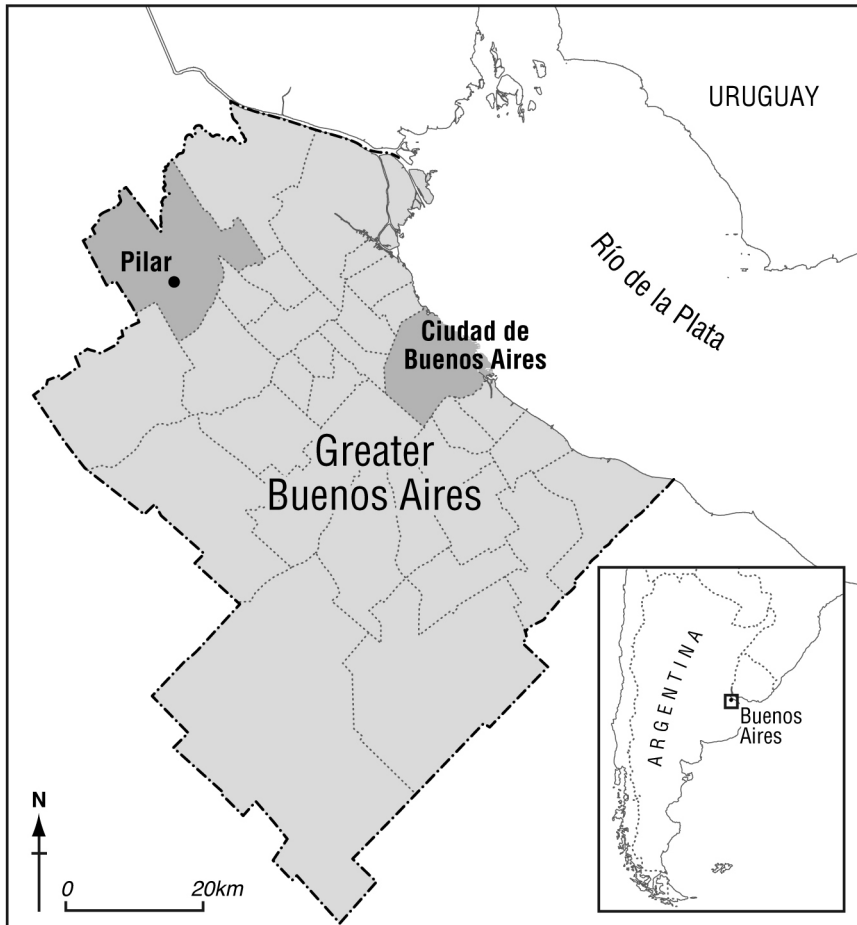 URUGUAY
Pilar
Río de la Plata
Ciudad de
Buenos Aires
Greater
Buenos Aires
ARGENTINA
Buenos
Aires
N
0 20km